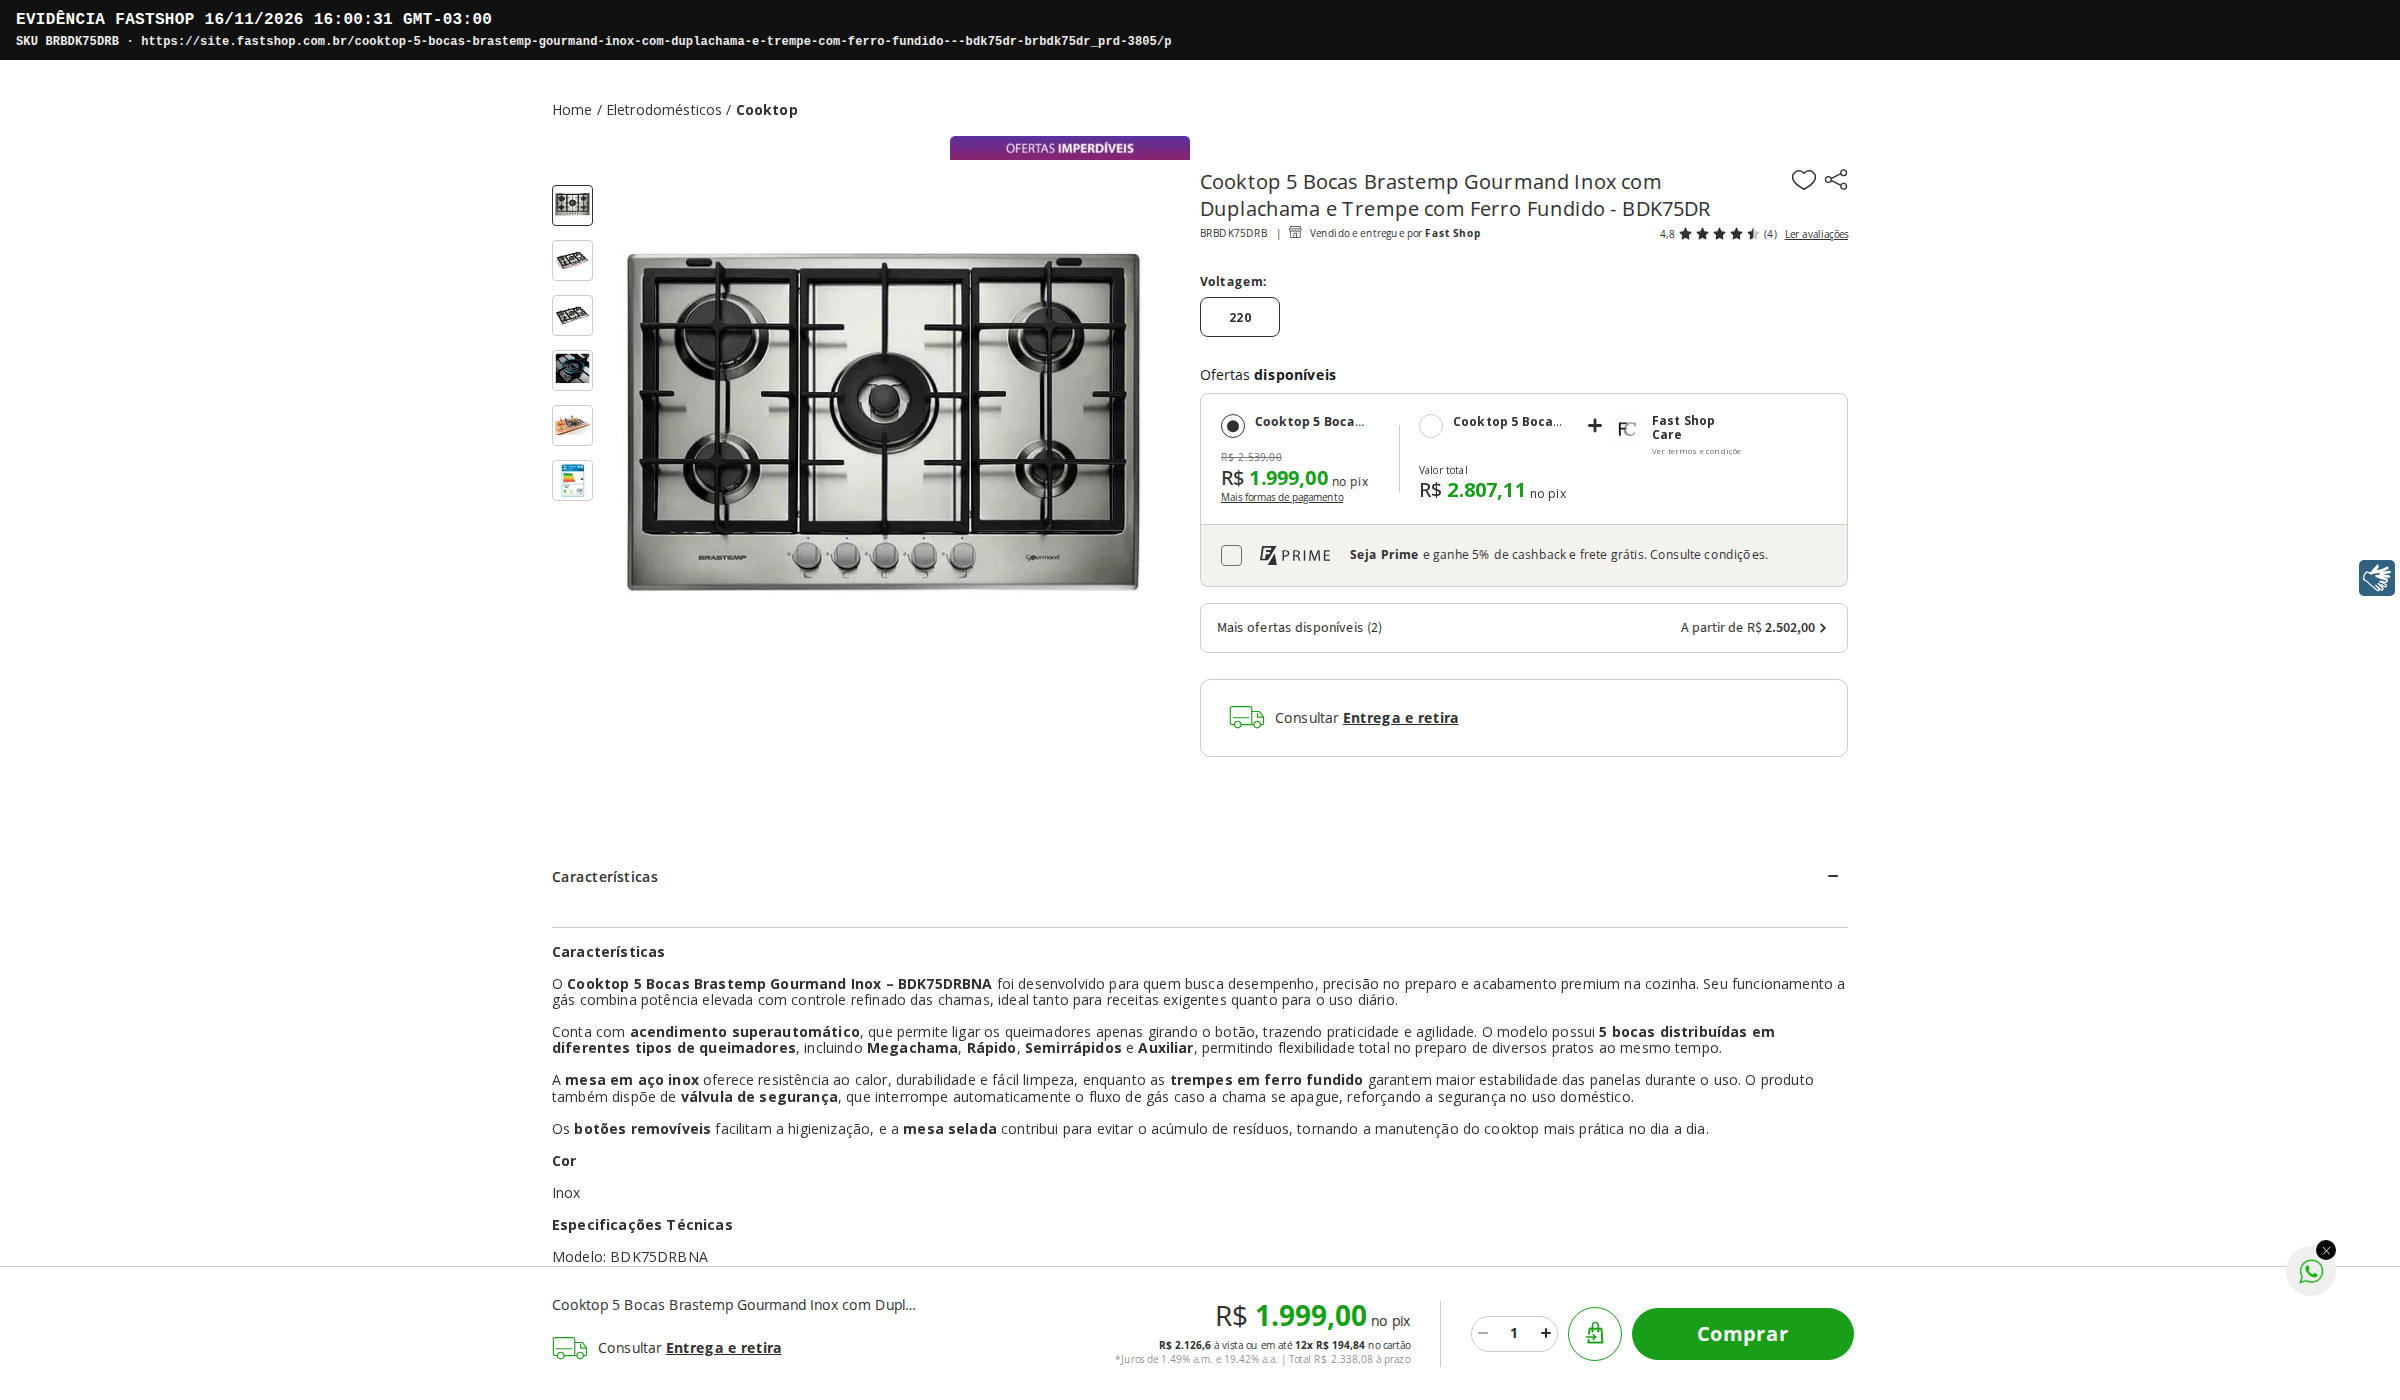 EVIDÊNCIA FASTSHOP 16/11/2026 16:00:31 GMT-03:00
SKU BRBDK75DRB · https://site.fastshop.com.br/cooktop-5-bocas-brastemp-gourmand-inox-com-duplachama-e-trempe-com-ferro-fundido---bdk75dr-brbdk75dr_prd-3805/p
Home / Eletrodomésticos / Cooktop
OFERTAS IMPERDÍVEIS
Cooktop 5 Bocas Brastemp Gourmand Inox com
Duplachama e Trempe com Ferro Fundido - BDK75DR
BRBDK75DRB | Vendido e entregue por Fast Shop
4,8 (4) Ler avaliações
Voltagem:
220
Ofertas disponíveis
Cooktop 5 Boca...
R$ 2.539,00
R$ 1.999,00 no pix
Mais formas de pagamento
Cooktop 5 Boca...
+ FC Fast Shop
Care
Ver termos e condiçõe
Valor total
R$ 2.807,11 no pix
PRIME Seja Prime e ganhe 5% de cashback e frete grátis. Consulte condições.
Mais ofertas disponíveis (2) A partir de R$ 2.502,00
Consultar Entrega e retira
BRASTEMP
Gourmand
Características
Características
O Cooktop 5 Bocas Brastemp Gourmand Inox – BDK75DRBNA foi desenvolvido para quem busca desempenho, precisão no preparo e acabamento premium na cozinha. Seu funcionamento a
gás combina potência elevada com controle refinado das chamas, ideal tanto para receitas exigentes quanto para o uso diário.
Conta com acendimento superautomático, que permite ligar os queimadores apenas girando o botão, trazendo praticidade e agilidade. O modelo possui 5 bocas distribuídas em
diferentes tipos de queimadores, incluindo Megachama, Rápido, Semirrápidos e Auxiliar, permitindo flexibilidade total no preparo de diversos pratos ao mesmo tempo.
A mesa em aço inox oferece resistência ao calor, durabilidade e fácil limpeza, enquanto as trempes em ferro fundido garantem maior estabilidade das panelas durante o uso. O produto
também dispõe de válvula de segurança, que interrompe automaticamente o fluxo de gás caso a chama se apague, reforçando a segurança no uso doméstico.
Os botões removíveis facilitam a higienização, e a mesa selada contribui para evitar o acúmulo de resíduos, tornando a manutenção do cooktop mais prática no dia a dia.
Cor
Inox
Especificações Técnicas
Modelo: BDK75DRBNA
Cooktop 5 Bocas Brastemp Gourmand Inox com Dupl...
Consultar Entrega e retira
R$ 1.999,00 no pix
R$ 2.126,6 à vista ou em até 12x R$ 194,84 no cartão
*Juros de 1.49% a.m. e 19.42% a.a. | Total R$ 2.338,08 à prazo
− 1 +
Comprar